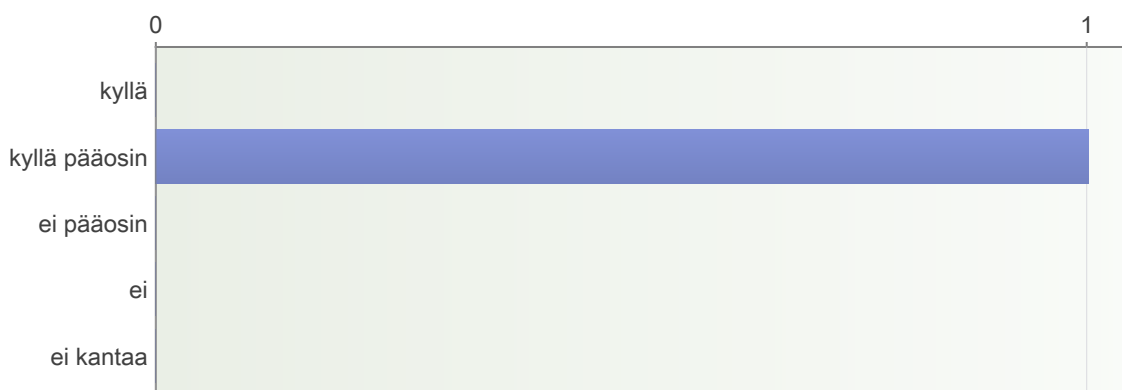 0 1
kyllä
kyllä pääosin
ei pääosin
ei
ei kantaa